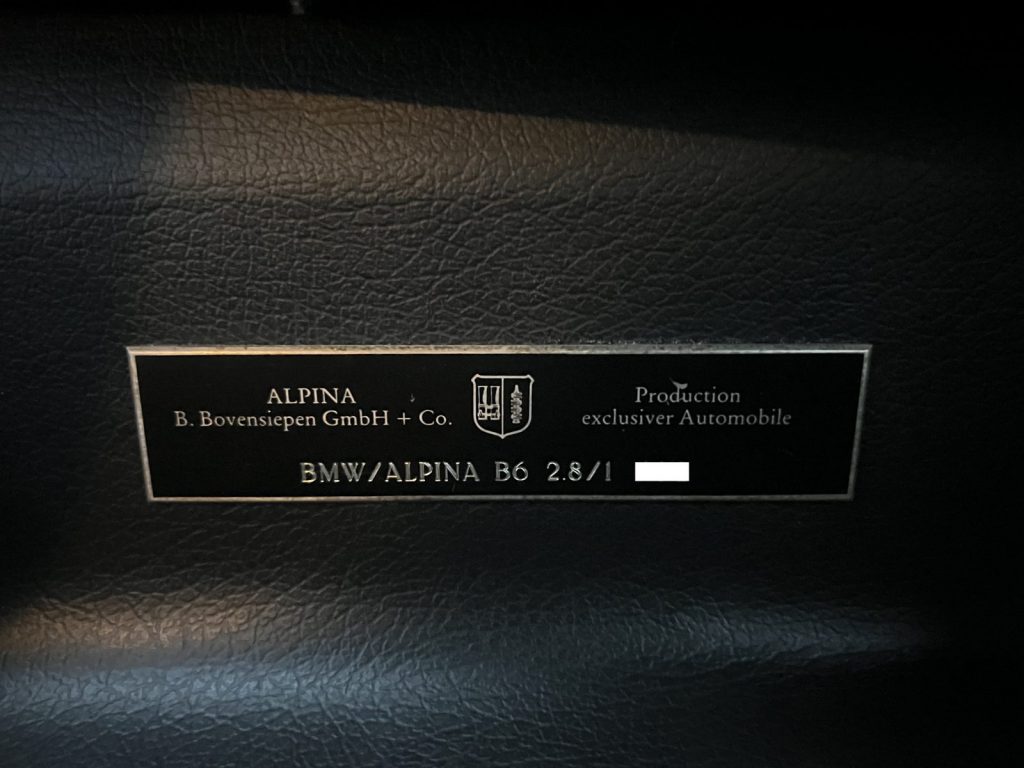 ALPINA
B. Bovensiepen GmbH + Co.
Production
exclusiver Automobile
BMW/ALPINA B6 2.8/1